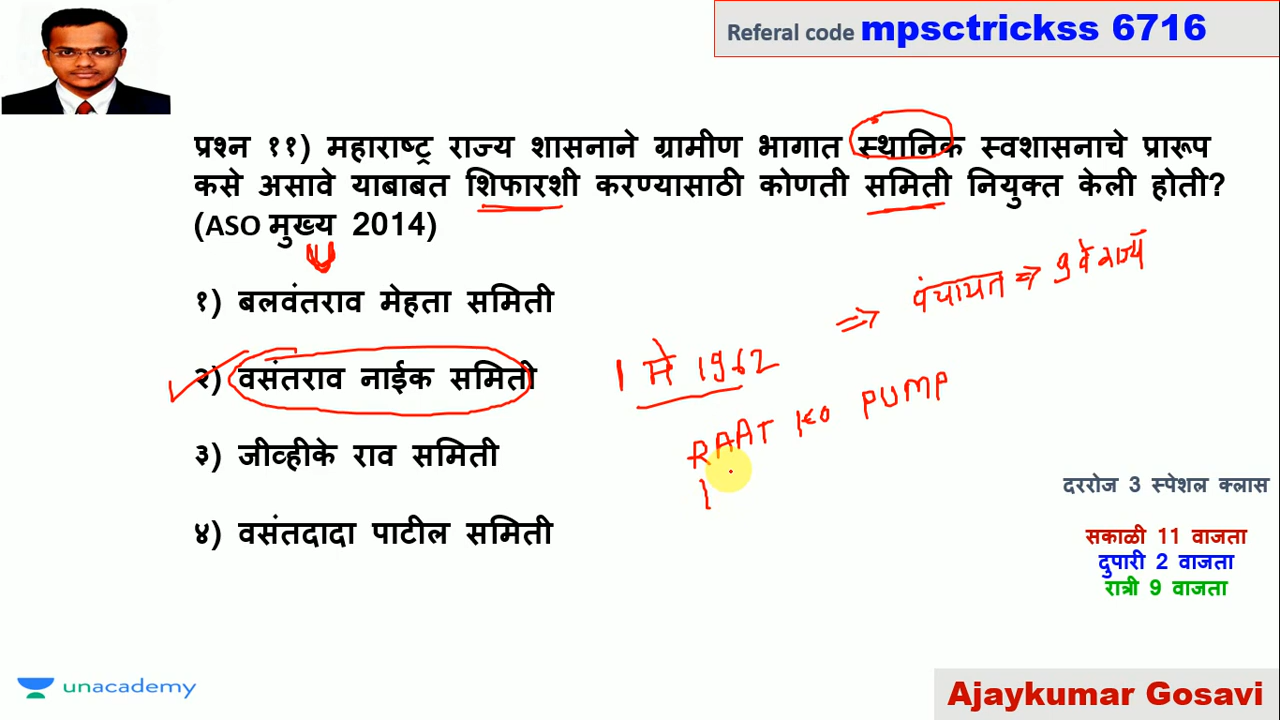 Referal code mpsctrickss 6716
प्रश्न ११) महाराष्ट्र राज्य शासनाने ग्रामीण भागात स्थानिक स्वशासनाचे प्रारूप
कसे असावे याबाबत शिफारशी करण्यासाठी कोणती समिती नियुक्त केली होती?
(ASO मुख्य 2014)
१) बलवंतराव मेहता समिती
२) वसंतराव नाईक समिती
३) जीव्हीके राव समिती
४) वसंतदादा पाटील समिती
⇒ पंचायत ⇒ 9 वे राज्य
1 मे 1962
RAAT KO PUMP
1
दररोज 3 स्पेशल क्लास
सकाळी 11 वाजता
दुपारी 2 वाजता
रात्री 9 वाजता
unacademy
Ajaykumar Gosavi